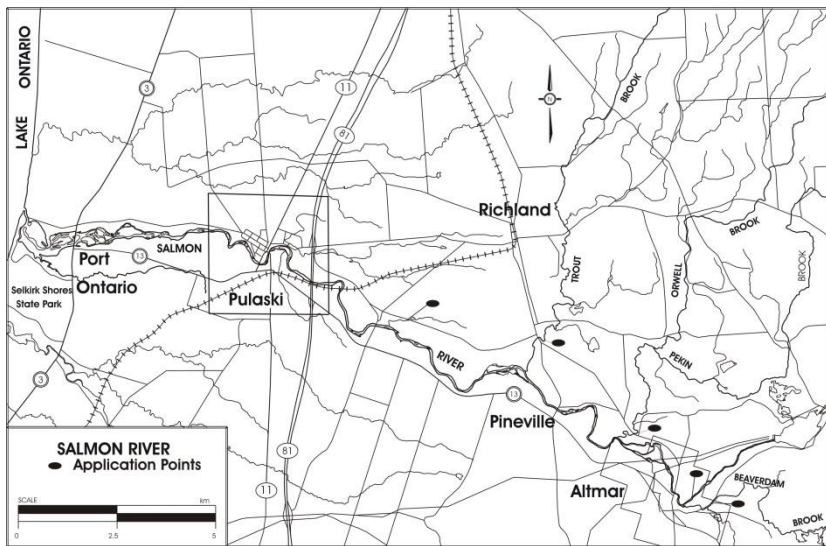 LAKE ONTARIO
3
11
81
N
BROOK
Richland
BROOK
SALMON
Port
Ontario
13
TROUT
ORWELL
BROOK
Selkirk Shores
State Park
Pulaski
RIVER
PEKIN
3
13
Pineville
SALMON RIVER
Application Points
81
Altmar
BEAVERDAM
SCALE
km
11
BROOK
0
2.5
5